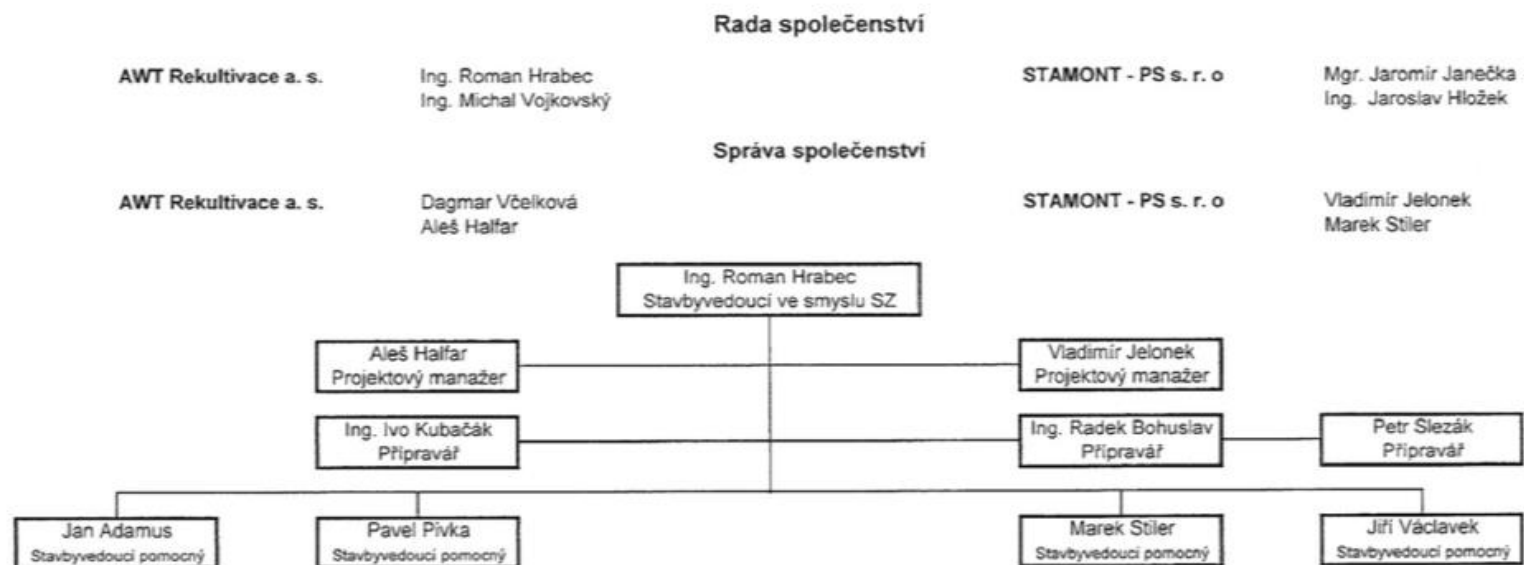 Rada společenství
AWT Rekultivace a. s. Ing. Roman Hrabec STAMONT - PS s. r. o Mgr. Jaromír Janečka
Ing. Michal Vojkovský Ing. Jaroslav Hložek
Správa společenství
AWT Rekultivace a. s. Dagmar Včelková STAMONT - PS s. r. o Vladimír Jelonek
Aleš Halfar Marek Stiler
Ing. Roman Hrabec
Stavbyvedoucí ve smyslu SZ
Aleš Halfar Vladimír Jelonek
Projektový manažer Projektový manažer
Ing. Ivo Kubačák Ing. Radek Bohuslav Petr Slezák
Přípravář Přípravář Přípravář
Jan Adamus Pavel Pívka Marek Stiler Jiří Václavek
Stavbyvedoucí pomocný Stavbyvedoucí pomocný Stavbyvedoucí pomocný Stavbyvedoucí pomocný